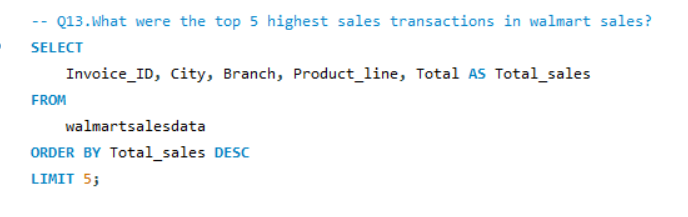 -- Q13.What were the top 5 highest sales transactions in walmart sales?
SELECT
Invoice_ID, City, Branch, Product_line, Total AS Total_sales
FROM
walmartsalesdata
ORDER BY Total_sales DESC
LIMIT 5;